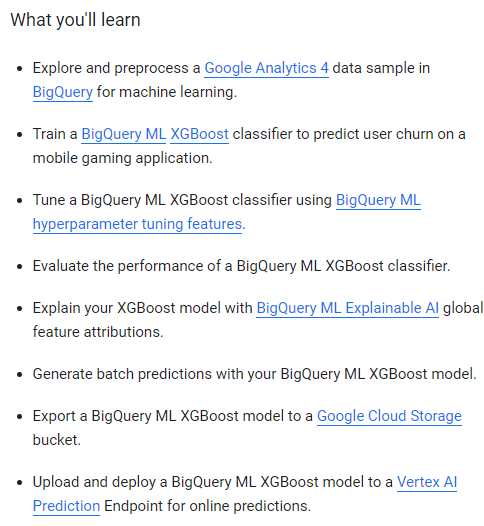 What you'll learn
Explore and preprocess a Google Analytics 4 data sample in
BigQuery for machine learning.
Train a BigQuery ML XGBoost classifier to predict user churn on a
mobile gaming application.
Tune a BigQuery ML XGBoost classifier using BigQuery ML
hyperparameter tuning features.
Evaluate the performance of a BigQuery ML XGBoost classifier.
Explain your XGBoost model with BigQuery ML Explainable AI global
feature attributions.
Generate batch predictions with your BigQuery ML XGBoost model.
Export a BigQuery ML XGBoost model to a Google Cloud Storage
bucket.
Upload and deploy a BigQuery ML XGBoost model to a Vertex AI
Prediction Endpoint for online predictions.